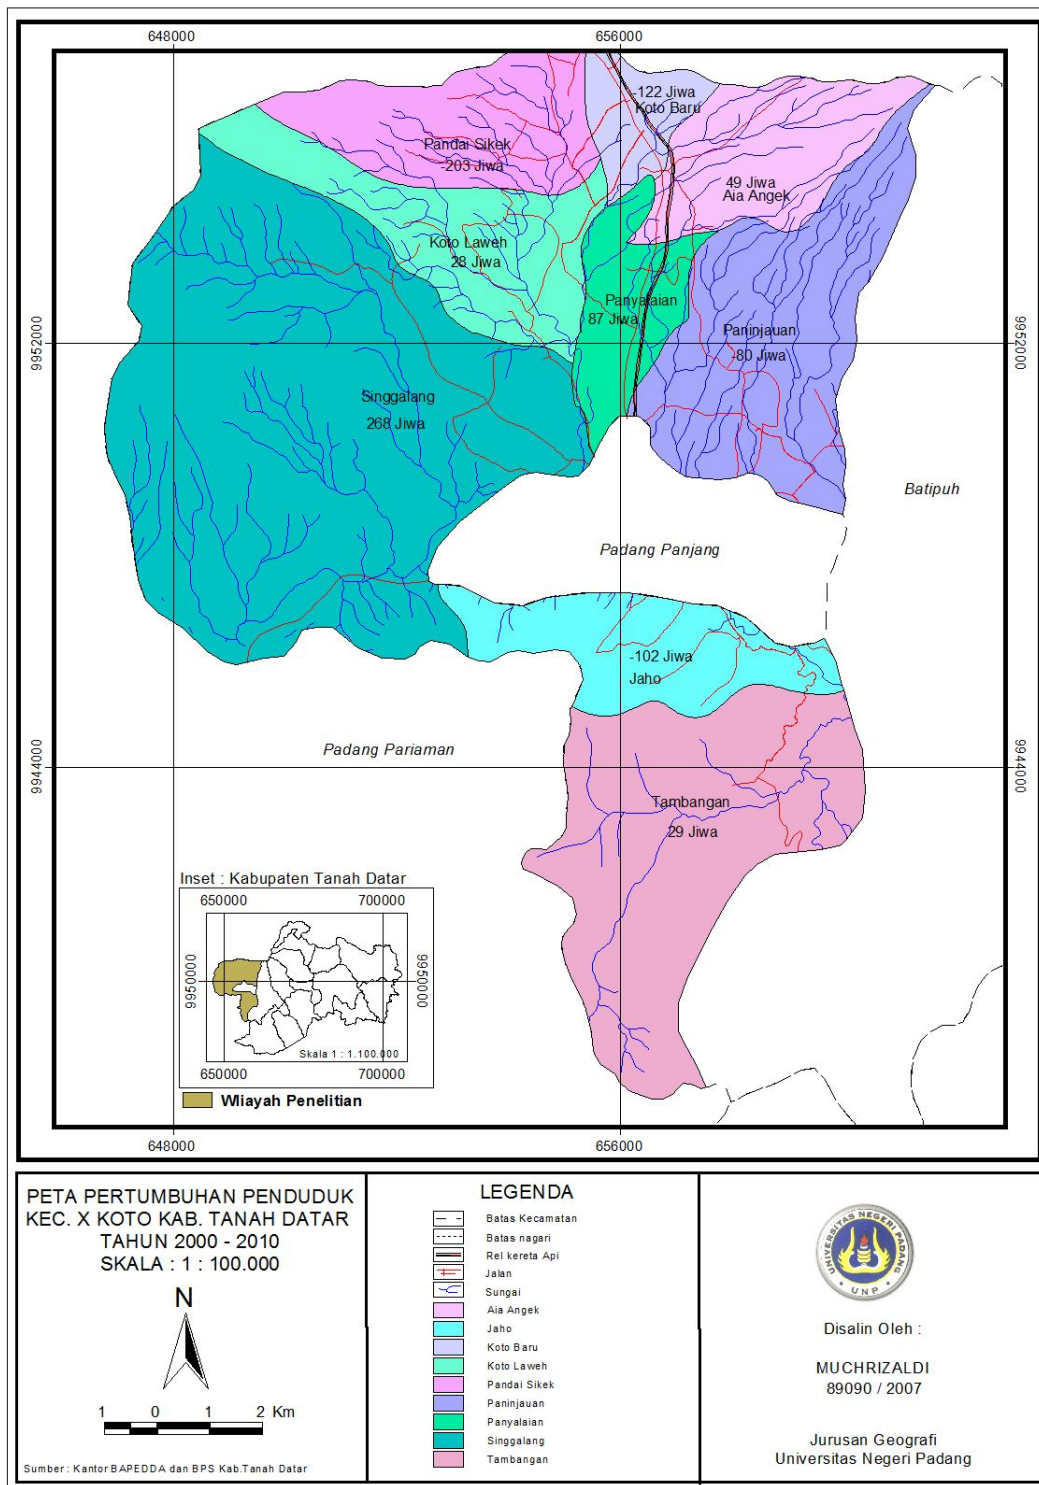 648000
656000
-122 Jiwa
Koto Baru
Pandai Sikek
-203 Jiwa
49 Jiwa
Aia Angek
Koto Laweh
28 Jiwa
Panyalaian
87 Jiwa
Paninjauan
-80 Jiwa
9952000
9952000
Singgalang
268 Jiwa
Batipuh
Padang Panjang
-102 Jiwa
Jaho
Padang Pariaman
9944000
9944000
Tambangan
29 Jiwa
Inset : Kabupaten Tanah Datar
650000
700000
9950000
9950000
Skala 1 : 1.100.000
650000
700000
Wliayah Penelitian
648000
656000
PETA PERTUMBUHAN PENDUDUK
KEC. X KOTO KAB. TANAH DATAR
TAHUN 2000 - 2010
SKALA : 1 : 100.000
N
1 0 1 2 Km
Sumber : Kantor BAPEDDA dan BPS Kab.Tanah Datar
LEGENDA
Batas Kecamatan
Batas nagari
Rel kereta Api
Jalan
Sungai
Aia Angek
Jaho
Koto Baru
Koto Laweh
Pandai Sikek
Paninjauan
Panyalaian
Singgalang
Tambangan
UNIVERSITAS NEGERI PADANG
UNP
Disalin Oleh :
MUCHRIZALDI
89090 / 2007
Jurusan Geografi
Universitas Negeri Padang